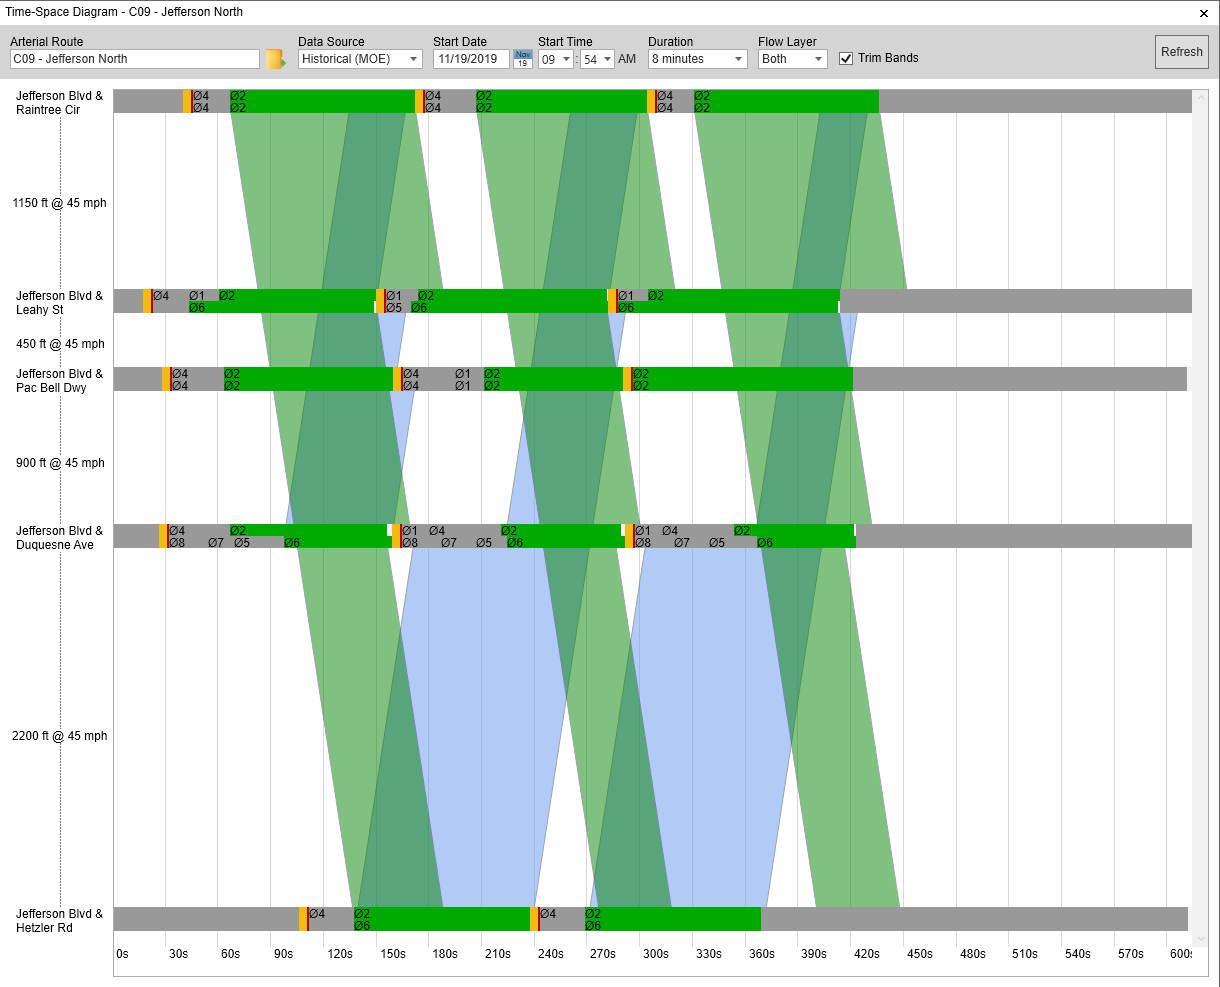 Time-Space Diagram - C09 - Jefferson North
Arterial Route Data Source Start Date Start Time Duration Flow Layer
C09 - Jefferson North Historical (MOE) 11/19/2019 Nov 19 09 : 54 AM 8 minutes Both Trim Bands Refresh
Jefferson Blvd &
Raintree Cir
Ø4 Ø2 Ø4 Ø2 Ø4 Ø2
Ø4 Ø2 Ø4 Ø2 Ø4 Ø2
1150 ft @ 45 mph
Jefferson Blvd &
Leahy St
Ø4 Ø1 Ø2 Ø1 Ø2 Ø1 Ø2
Ø6 Ø5 Ø6 Ø6
450 ft @ 45 mph
Jefferson Blvd &
Pac Bell Dwy
Ø4 Ø2 Ø4 Ø1 Ø2 Ø2
Ø4 Ø2 Ø4 Ø1 Ø2 Ø2
900 ft @ 45 mph
Jefferson Blvd &
Duquesne Ave
Ø4 Ø2 Ø1 Ø4 Ø2 Ø1 Ø4 Ø2
Ø8 Ø7 Ø5 Ø6 Ø8 Ø7 Ø5 Ø6 Ø8 Ø7 Ø5 Ø6
2200 ft @ 45 mph
Jefferson Blvd &
Hetzler Rd
Ø4 Ø2 Ø4 Ø2
Ø6 Ø6
0s 30s 60s 90s 120s 150s 180s 210s 240s 270s 300s 330s 360s 390s 420s 450s 480s 510s 540s 570s 600s